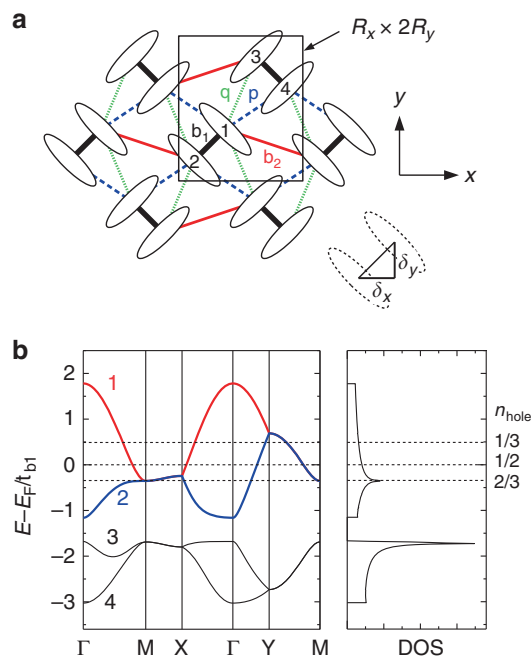 a
R_x × 2R_y
3
4
q
p
y
b_1
1
2
b_2
x
δ_y
δ_x
b
E–E_F/t_b1
2
1
0
–1
–2
–3
1
2
3
4
n_hole
1/3
1/2
2/3
Γ M X Γ Y M
DOS